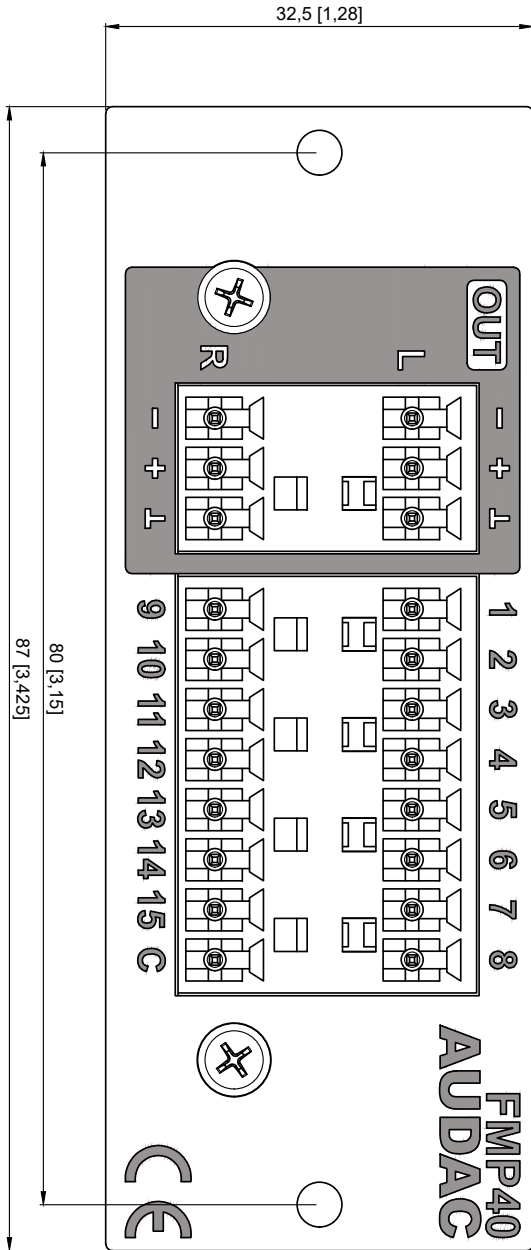 32,5 [1,28]
87 [3,425]
80 [3,15]
OUT
L
R
- + ⊥
- + ⊥
1 2 3 4 5 6 7 8
9 10 11 12 13 14 15 C
FMP40
AUDAC
CE